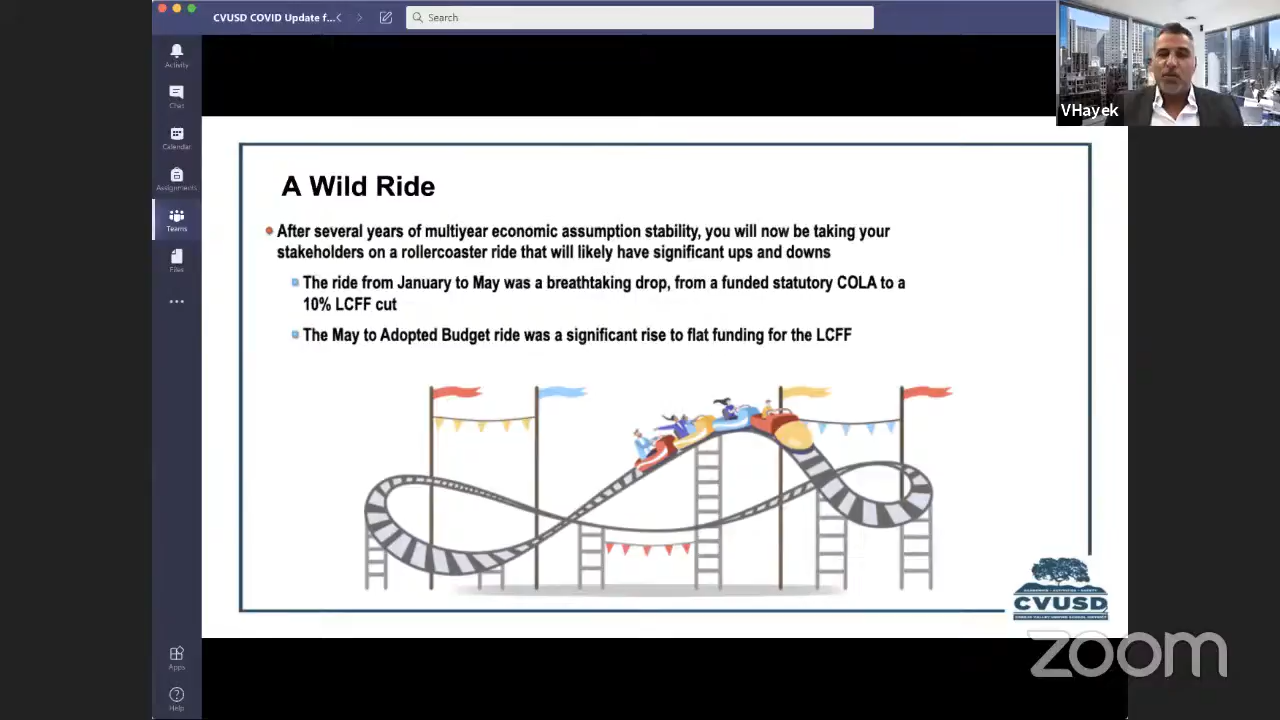 CVUSD COVID Update f...
Search
VHayek
Activity
Chat
Calendar
Assignments
Teams
Files
Apps
Help
A Wild Ride
After several years of multiyear economic assumption stability, you will now be taking your
stakeholders on a rollercoaster ride that will likely have significant ups and downs
The ride from January to May was a breathtaking drop, from a funded statutory COLA to a
10% LCFF cut
The May to Adopted Budget ride was a significant rise to flat funding for the LCFF
CVUSD
zoom